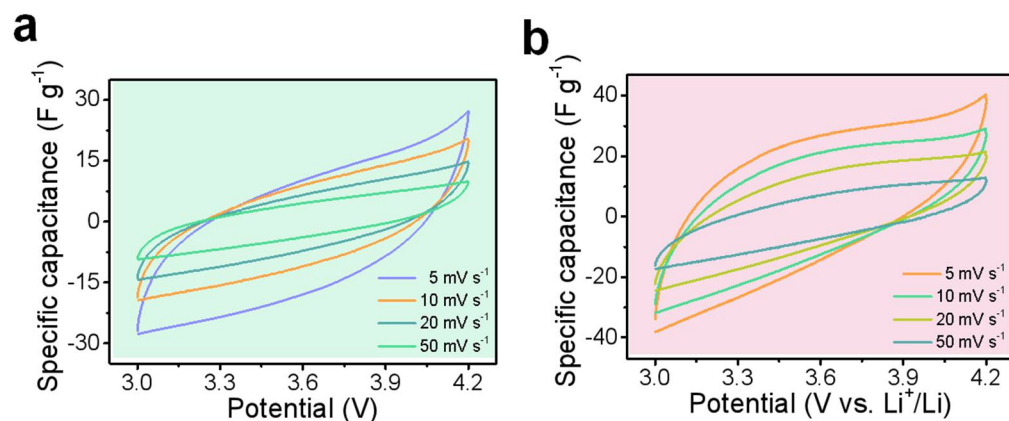 a
Specific capacitance (F g⁻¹)
30
15
0
-15
-30
5 mV s⁻¹
10 mV s⁻¹
20 mV s⁻¹
50 mV s⁻¹
3.0 3.3 3.6 3.9 4.2
Potential (V)
b
Specific capacitance (F g⁻¹)
40
20
0
-20
-40
5 mV s⁻¹
10 mV s⁻¹
20 mV s⁻¹
50 mV s⁻¹
3.0 3.3 3.6 3.9 4.2
Potential (V vs. Li⁺/Li)